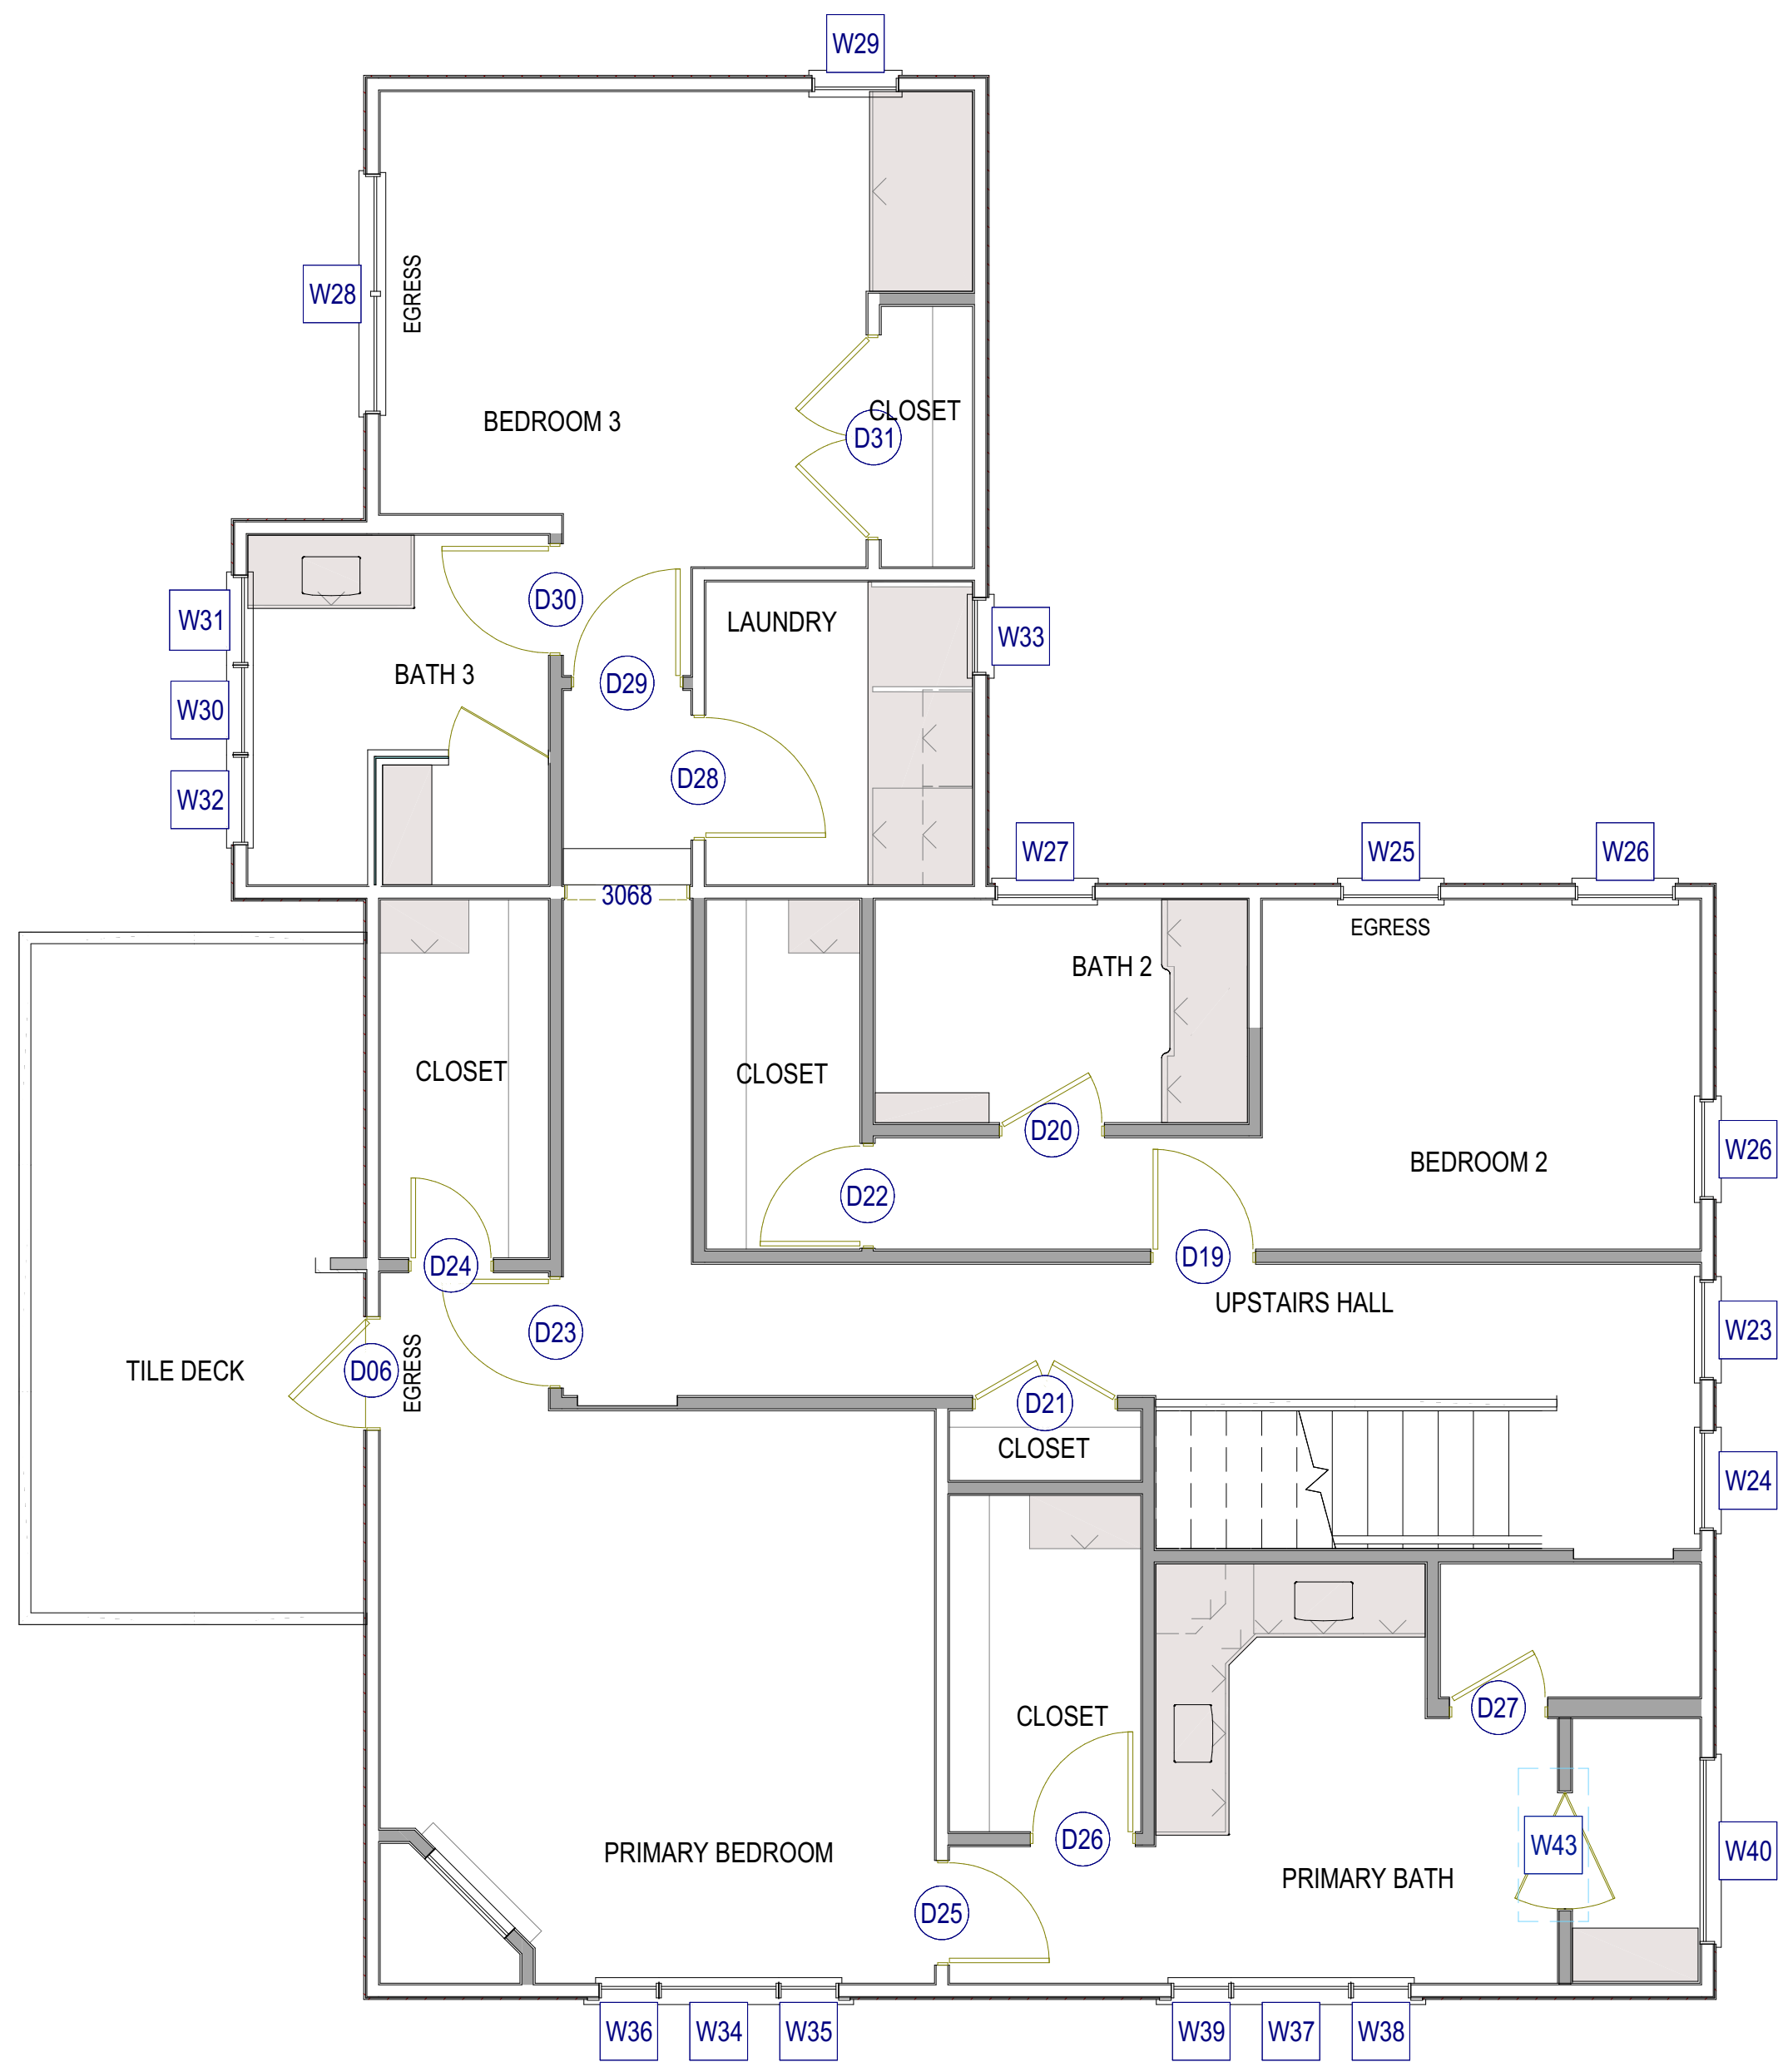 W29
W28
EGRESS
BEDROOM 3
CLOSET
D31
W31
D30
LAUNDRY
W33
BATH 3
D29
W30
D28
W32
3068
W27
W25
W26
EGRESS
BATH 2
CLOSET
CLOSET
D20
W26
BEDROOM 2
D22
D24
D19
UPSTAIRS HALL
D23
W23
TILE DECK
D06
EGRESS
D21
CLOSET
W24
CLOSET
D27
D26
W43
W40
PRIMARY BEDROOM
PRIMARY BATH
D25
W36
W34
W35
W39
W37
W38